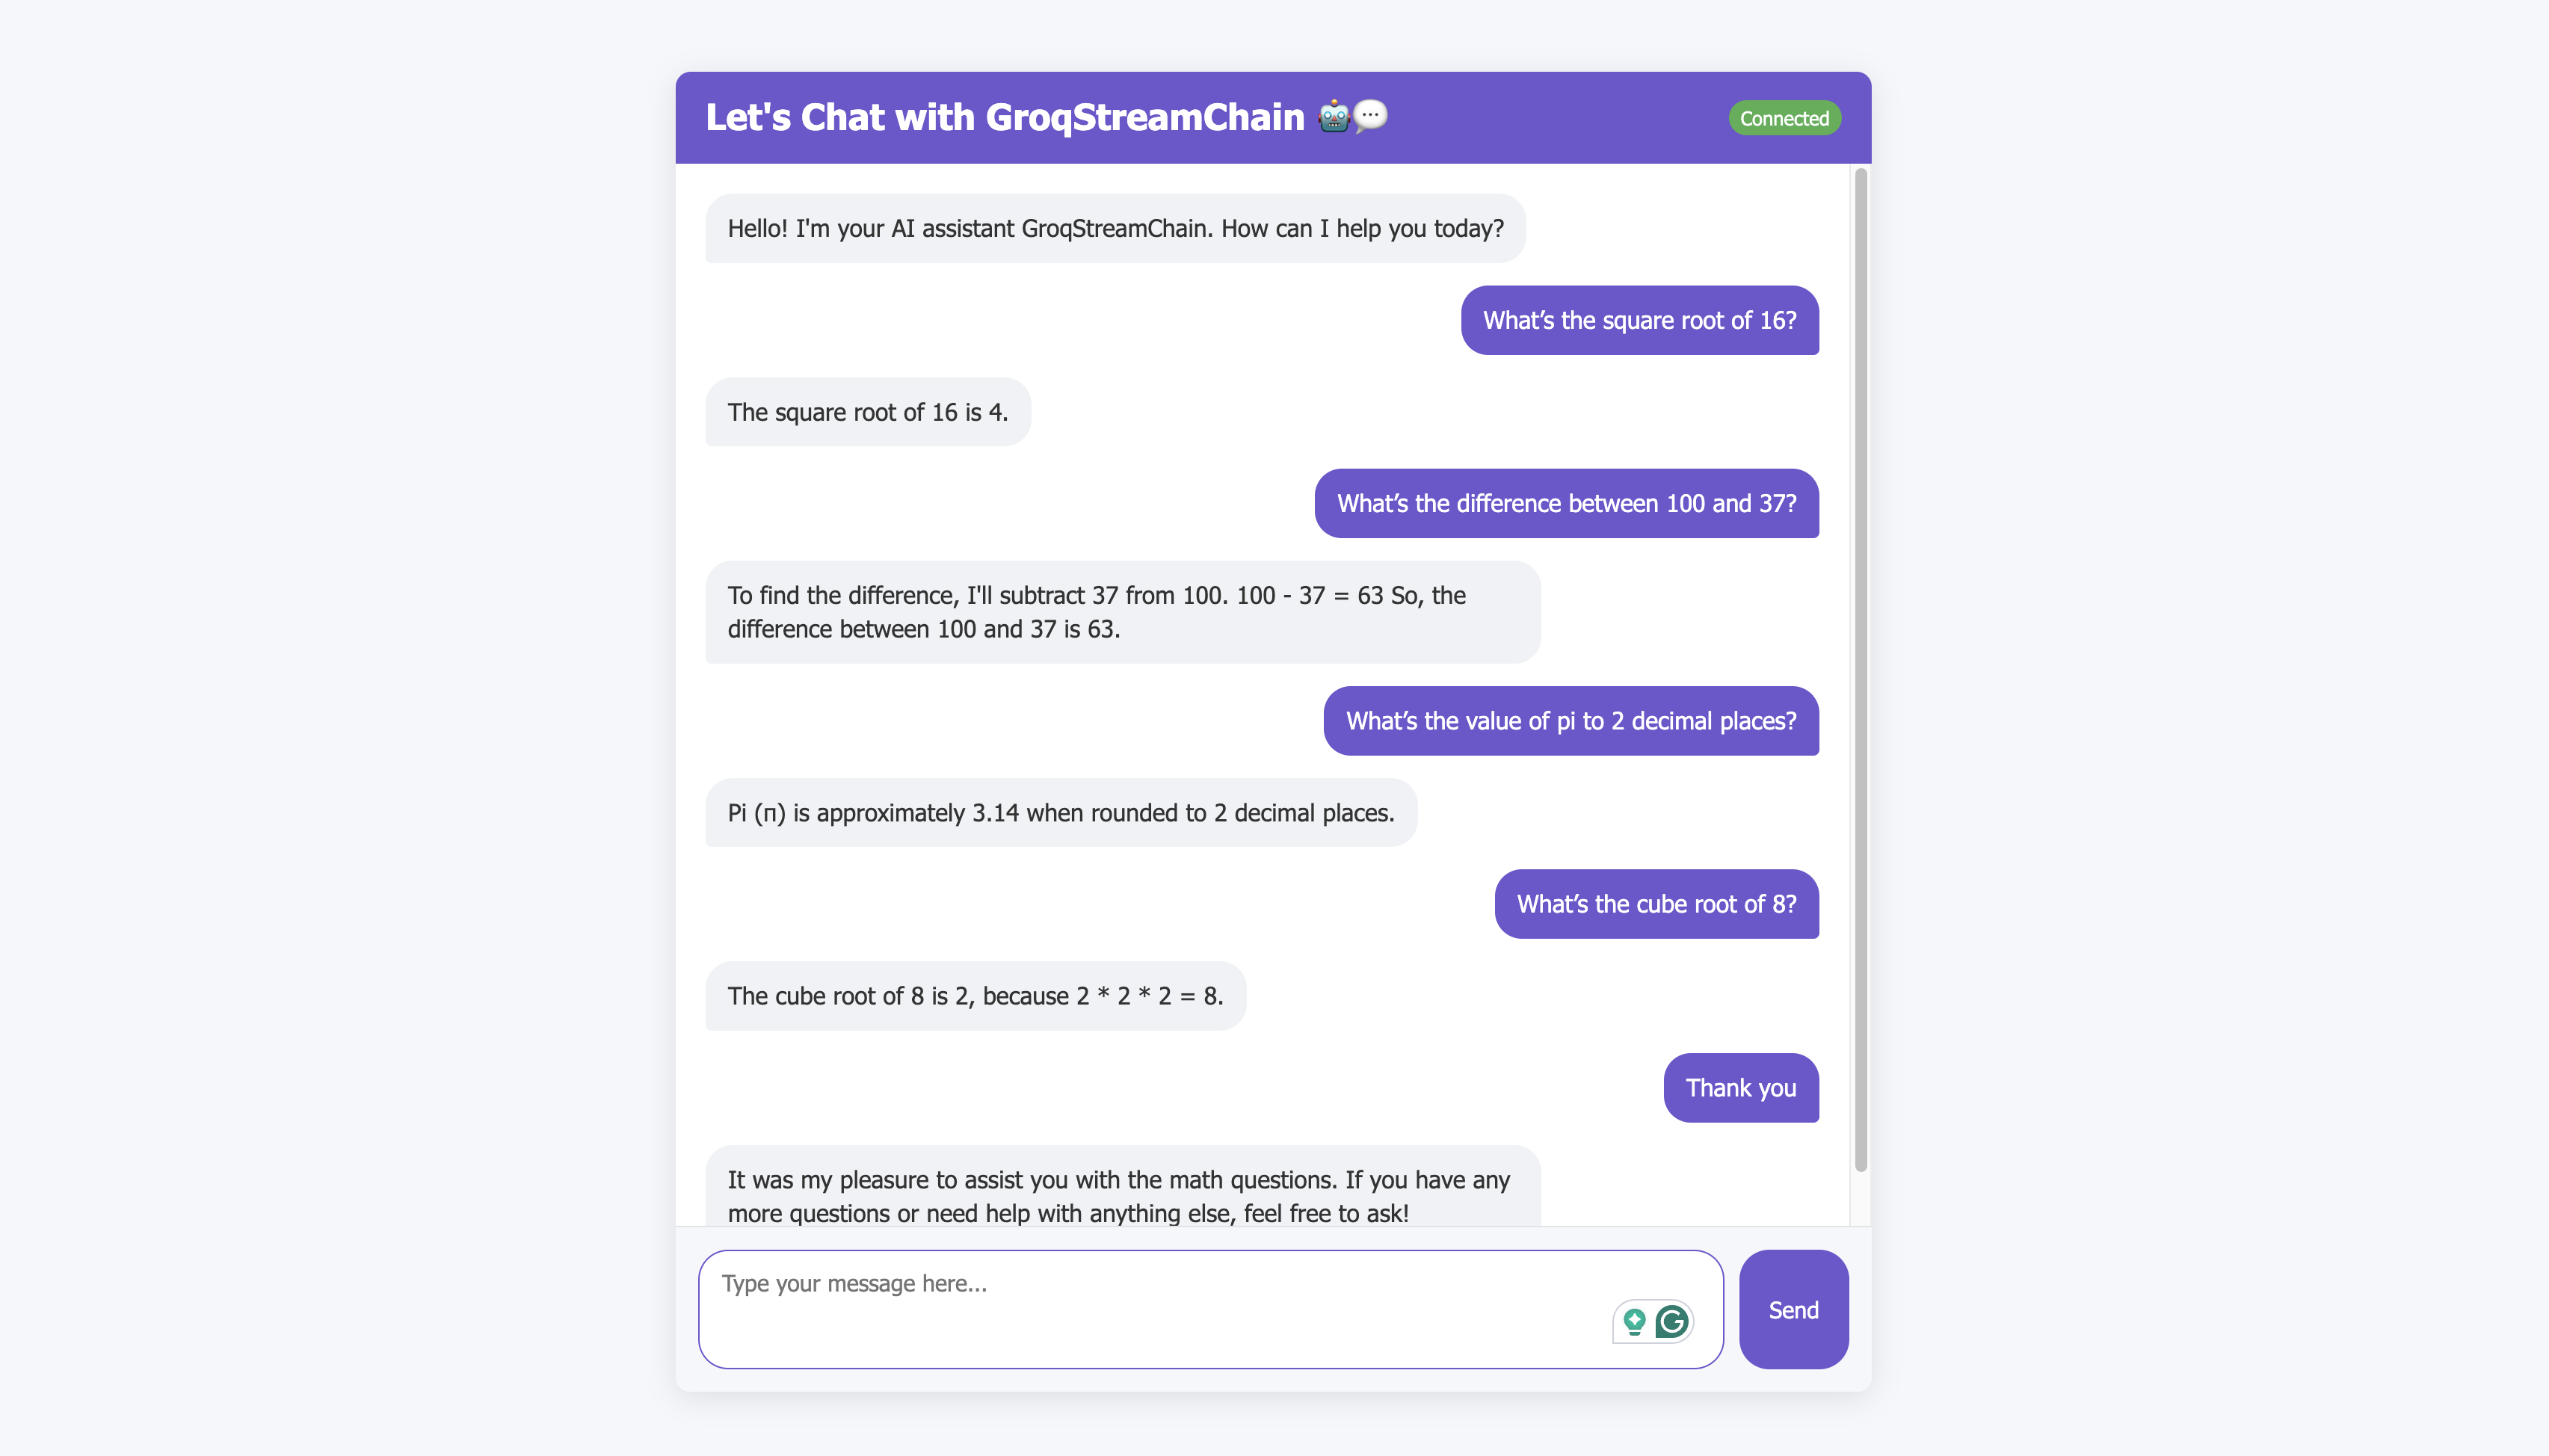 Let's Chat with GroqStreamChain 🤖💬
Connected
Hello! I'm your AI assistant GroqStreamChain. How can I help you today?
What’s the square root of 16?
The square root of 16 is 4.
What’s the difference between 100 and 37?
To find the difference, I'll subtract 37 from 100. 100 - 37 = 63 So, the
difference between 100 and 37 is 63.
What’s the value of pi to 2 decimal places?
Pi (π) is approximately 3.14 when rounded to 2 decimal places.
What’s the cube root of 8?
The cube root of 8 is 2, because 2 * 2 * 2 = 8.
Thank you
It was my pleasure to assist you with the math questions. If you have any
more questions or need help with anything else, feel free to ask!
Type your message here...
Send